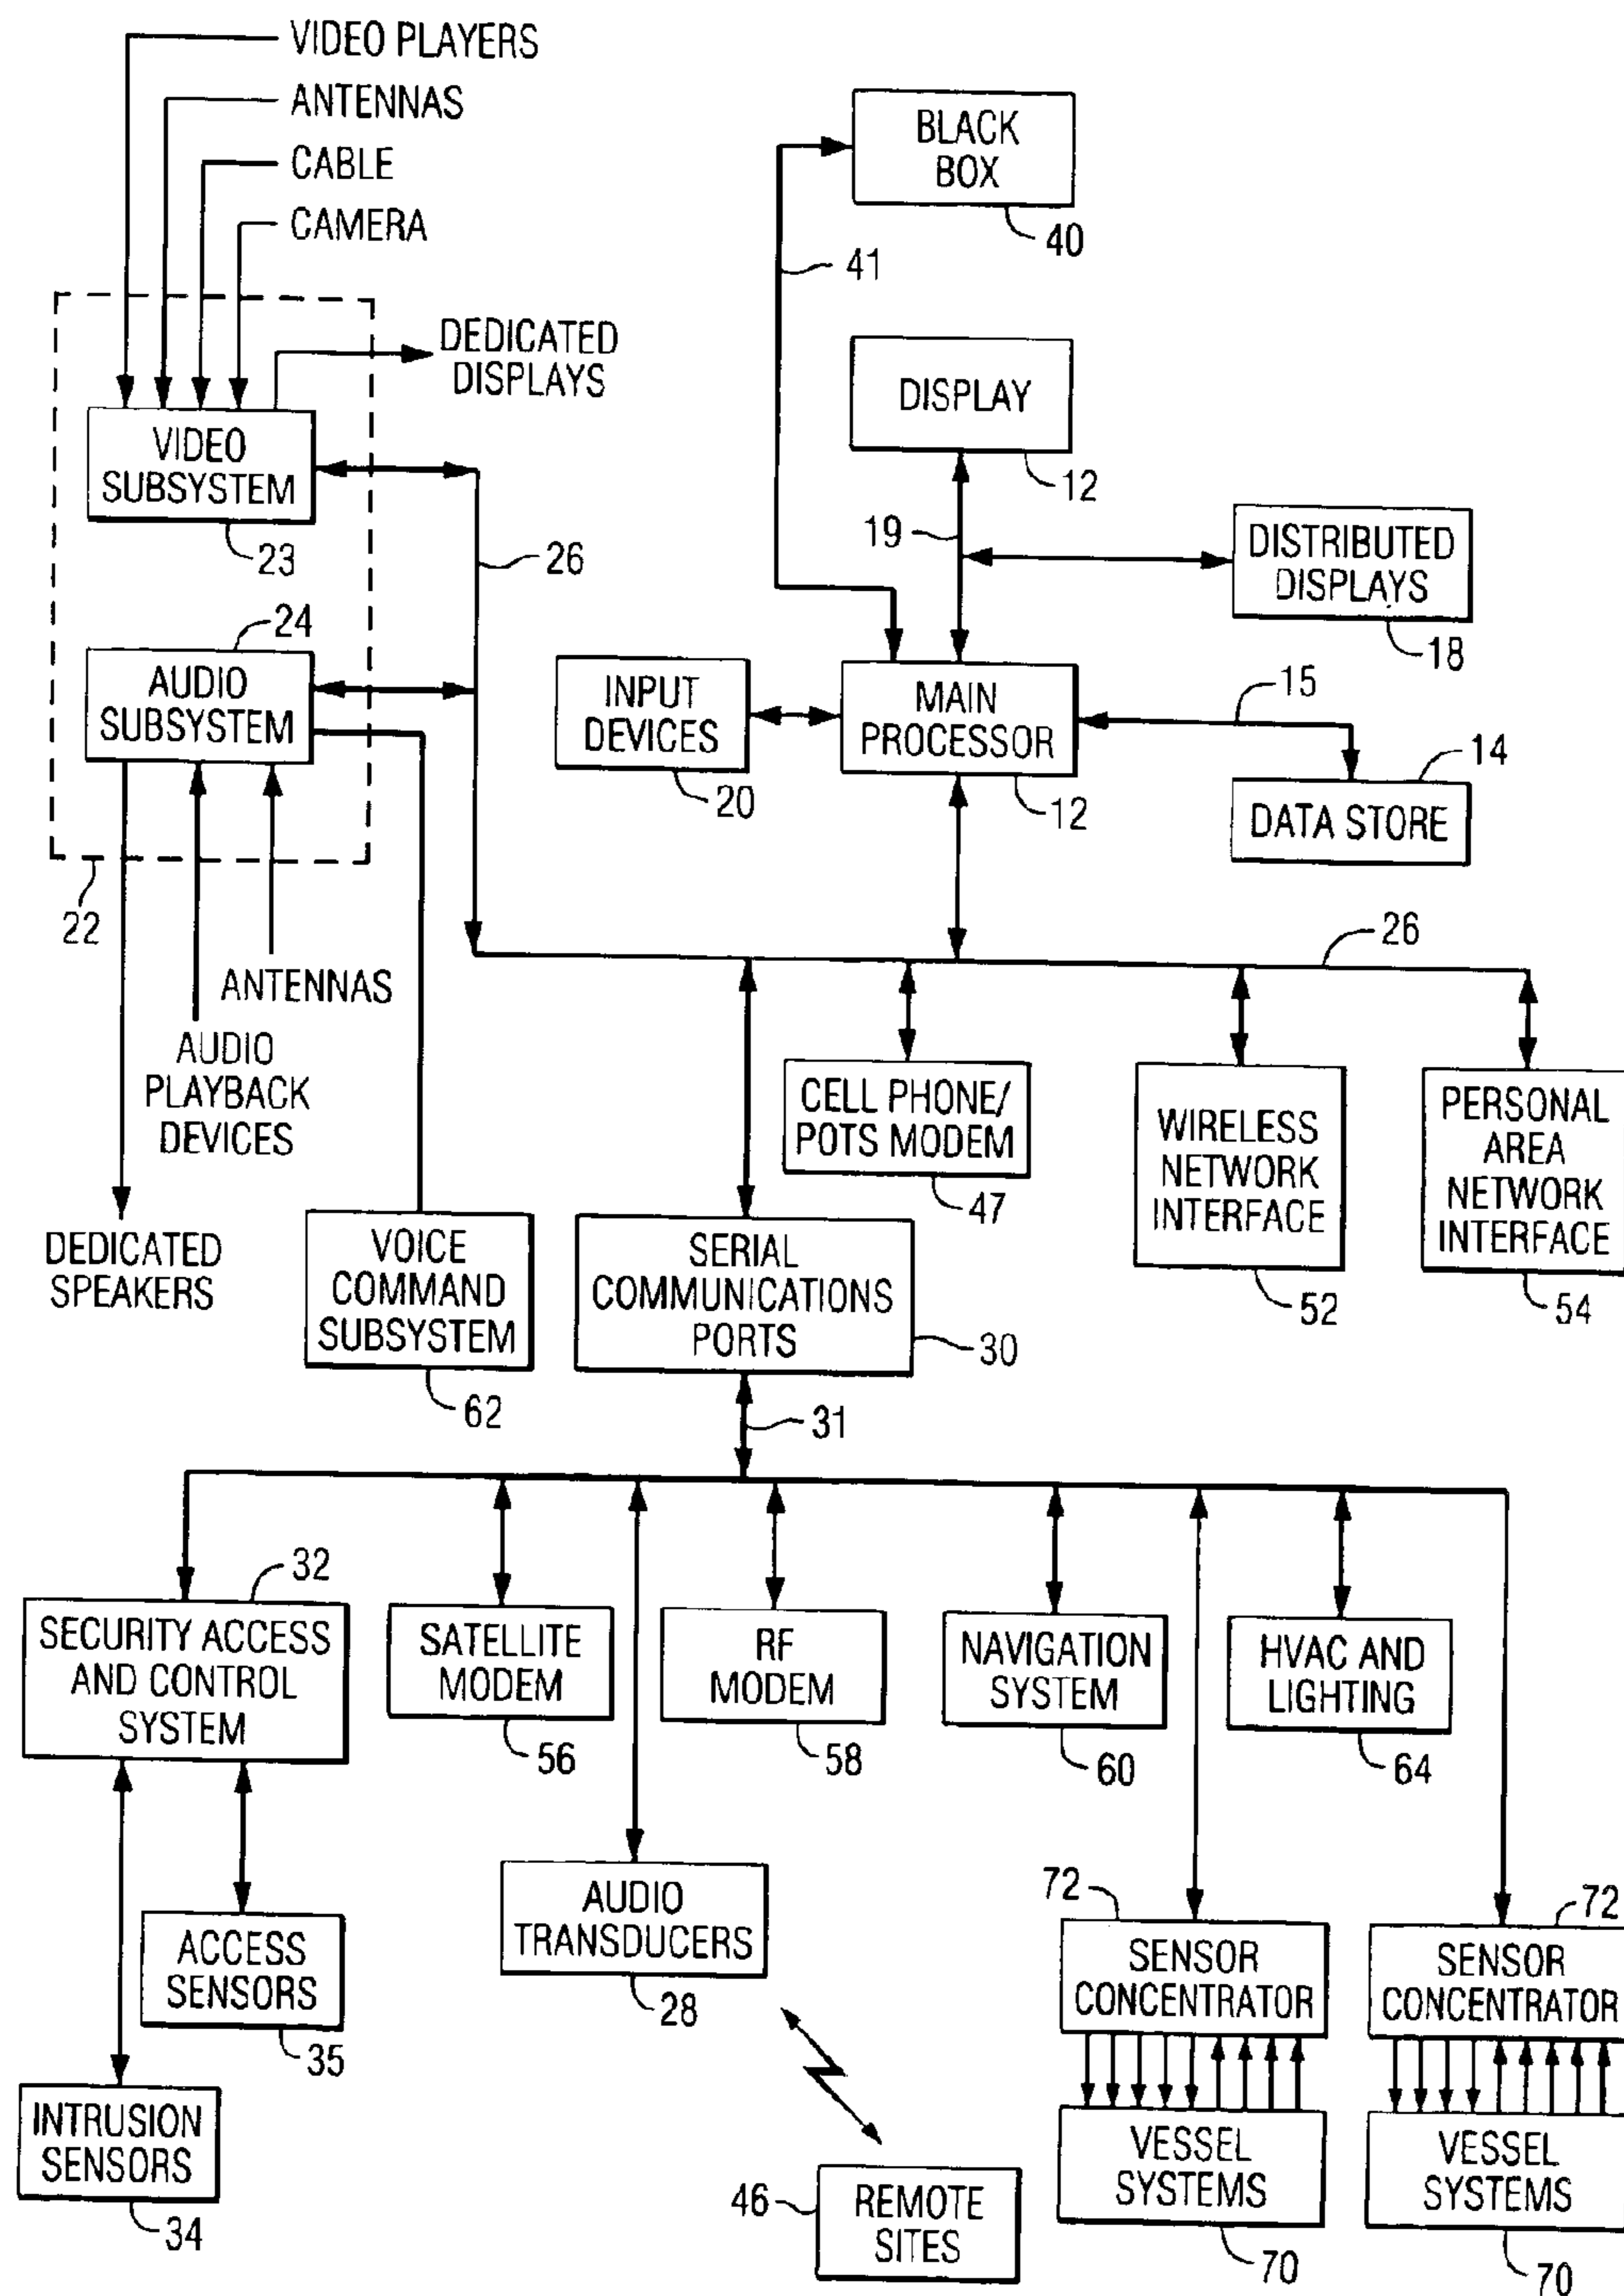 VIDEO PLAYERS
ANTENNAS
CABLE
CAMERA
BLACK
BOX
40
41
DEDICATED
DISPLAYS
DISPLAY
12
19
VIDEO
SUBSYSTEM
23
26
DISTRIBUTED
DISPLAYS
18
24
AUDIO
SUBSYSTEM
INPUT
DEVICES
20
MAIN
PROCESSOR
12
15
14
DATA STORE
22
26
ANTENNAS
AUDIO
PLAYBACK
DEVICES
DEDICATED
SPEAKERS
CELL PHONE/
POTS MODEM
47
WIRELESS
NETWORK
INTERFACE
52
PERSONAL
AREA
NETWORK
INTERFACE
54
VOICE
COMMAND
SUBSYSTEM
62
SERIAL
COMMUNICATIONS
PORTS
30
31
32
SECURITY ACCESS
AND CONTROL
SYSTEM
SATELLITE
MODEM
56
RF
MODEM
58
NAVIGATION
SYSTEM
60
HVAC AND
LIGHTING
64
ACCESS
SENSORS
35
AUDIO
TRANSDUCERS
28
72
SENSOR
CONCENTRATOR
72
SENSOR
CONCENTRATOR
INTRUSION
SENSORS
34
46
REMOTE
SITES
VESSEL
SYSTEMS
70
VESSEL
SYSTEMS
70